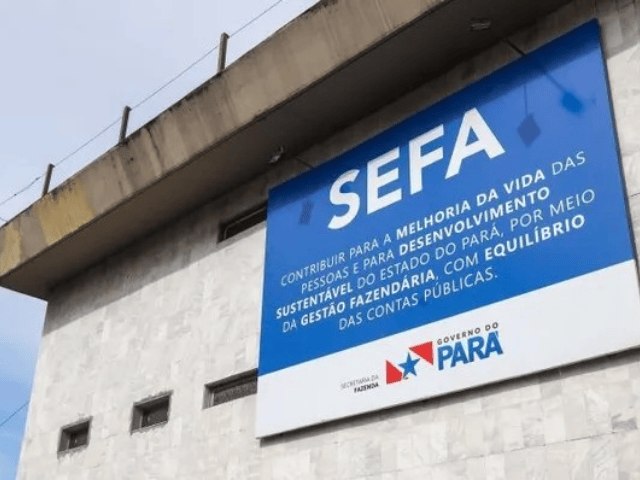 SEFA
CONTRIBUIR PARA A MELHORIA DA VIDA DAS
PESSOAS E PARA DESENVOLVIMENTO
SUSTENTÁVEL DO ESTADO DO PARÁ, POR MEIO
DA GESTÃO FAZENDÁRIA, COM EQUILÍBRIO
DAS CONTAS PÚBLICAS.
SECRETARIA DA
FAZENDA
GOVERNO DO
PARÁ